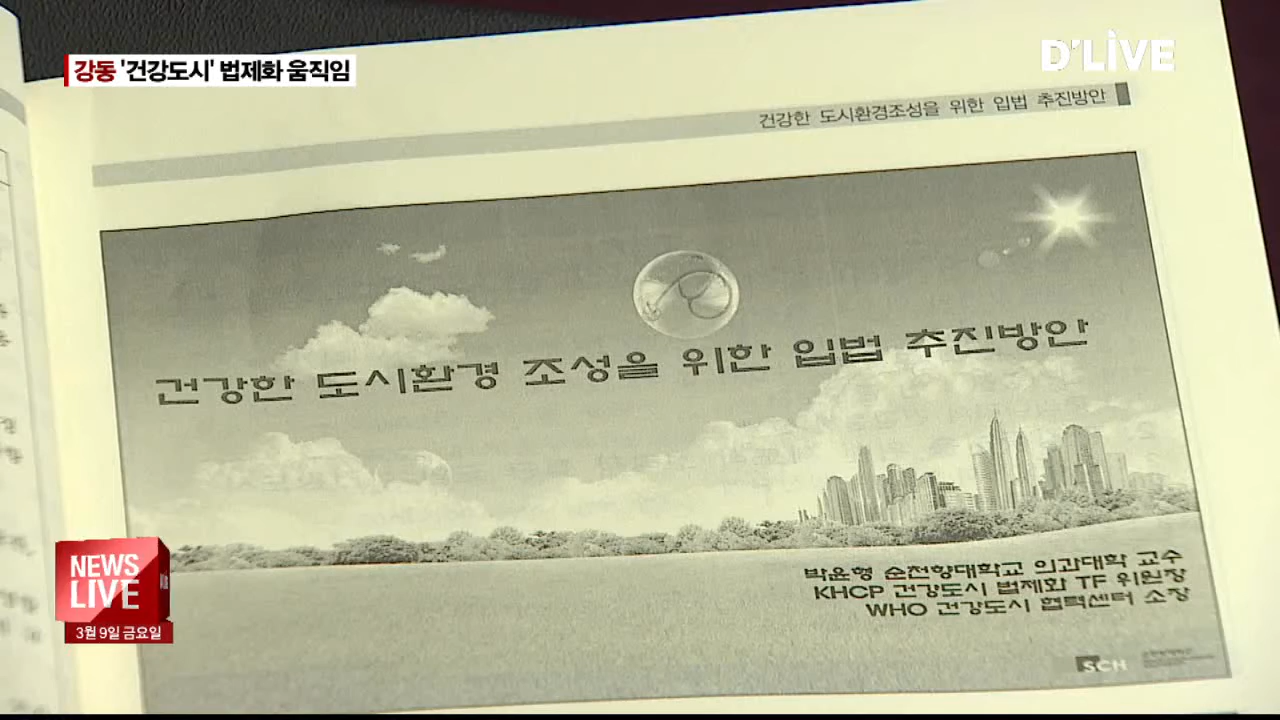 강동 '건강도시' 법제화 움직임
D'LIVE
건강한 도시환경조성을 위한 입법 추진방안
건강한 도시환경 조성을 위한 입법 추진방안
박윤형 순천향대학교 의과대학 교수
KHCP 건강도시 법제화 TF 위원장
WHO 건강도시 협력센터 소장
SCH
NEWS
LIVE
3월 9일 금요일